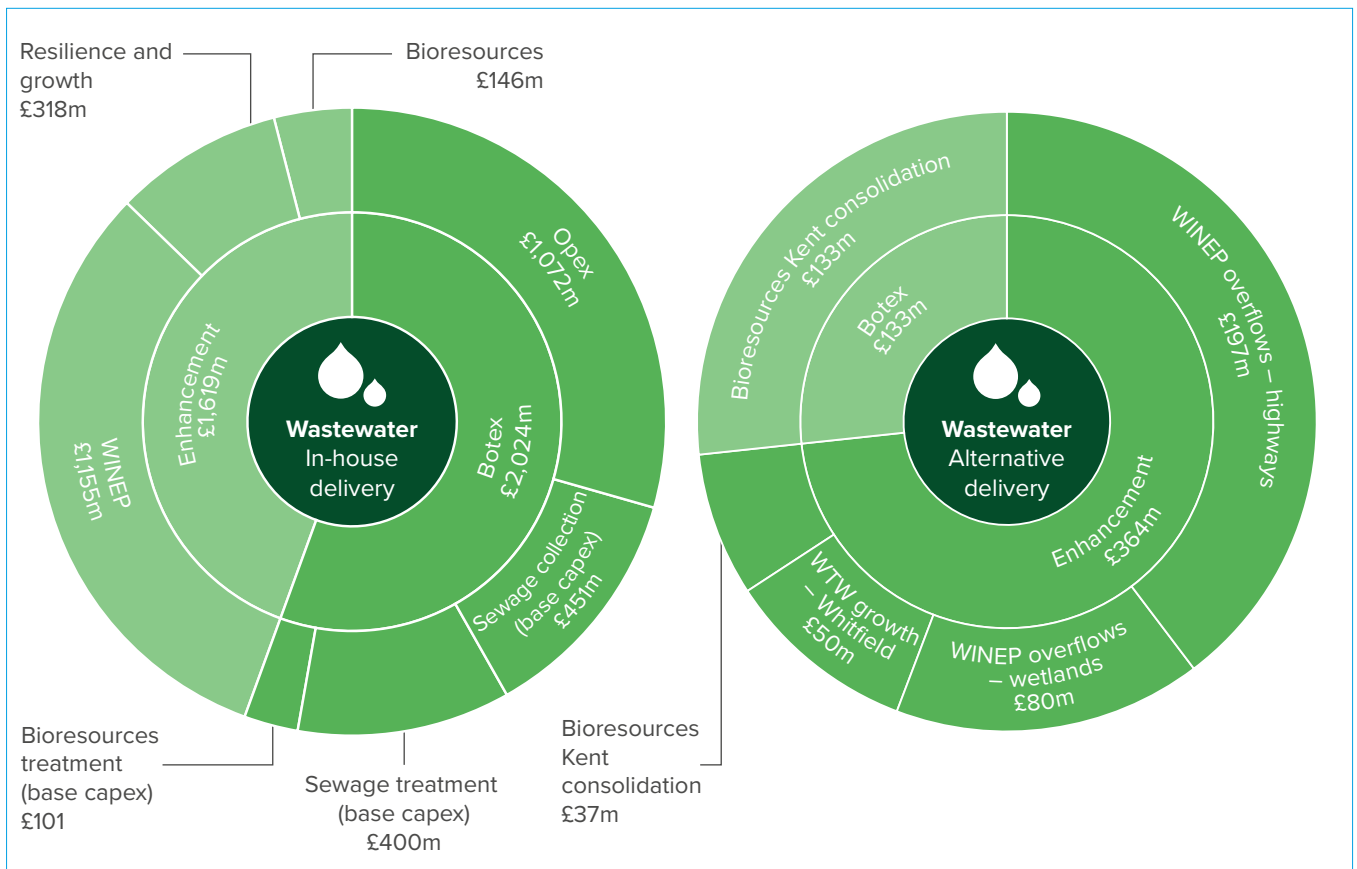 Resilience and
growth
£318m
Bioresources
£146m
Opex
£1,072m
Sewage collection
(base capex)
£451m
Sewage treatment
(base capex)
£400m
Bioresources
treatment
(base capex)
£101
WINEP
£1,155m
Enhancement
£1,619m
Botex
£2,024m
Wastewater
In-house
delivery
Bioresources Kent consolidation
£133m
Botex
£133m
WINEP overflows – highways
£197m
Enhancement
£364m
WINEP overflows
– wetlands
£80m
WTW growth
– Whitfield
£50m
Bioresources
Kent
consolidation
£37m
Wastewater
Alternative
delivery